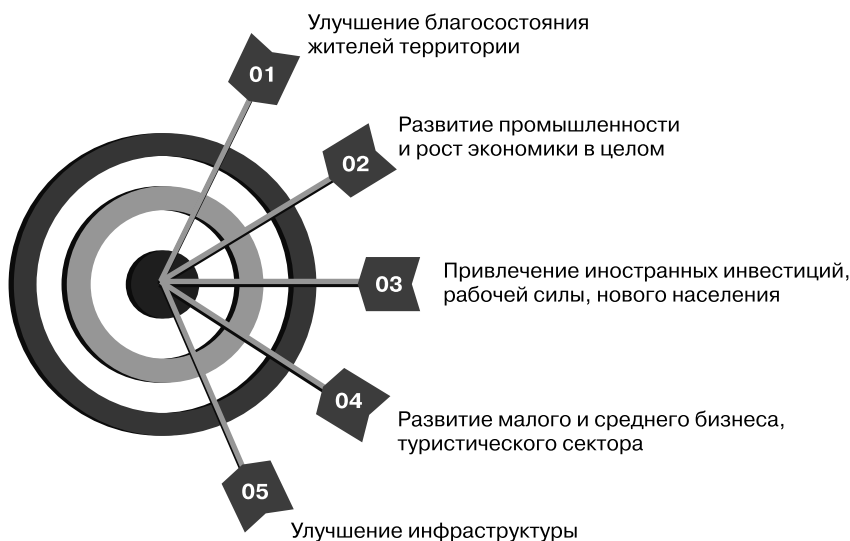 01
Улучшение благосостояния
жителей территории
02
Развитие промышленности
и рост экономики в целом
03
Привлечение иностранных инвестиций,
рабочей силы, нового населения
04
Развитие малого и среднего бизнеса,
туристического сектора
05
Улучшение инфраструктуры